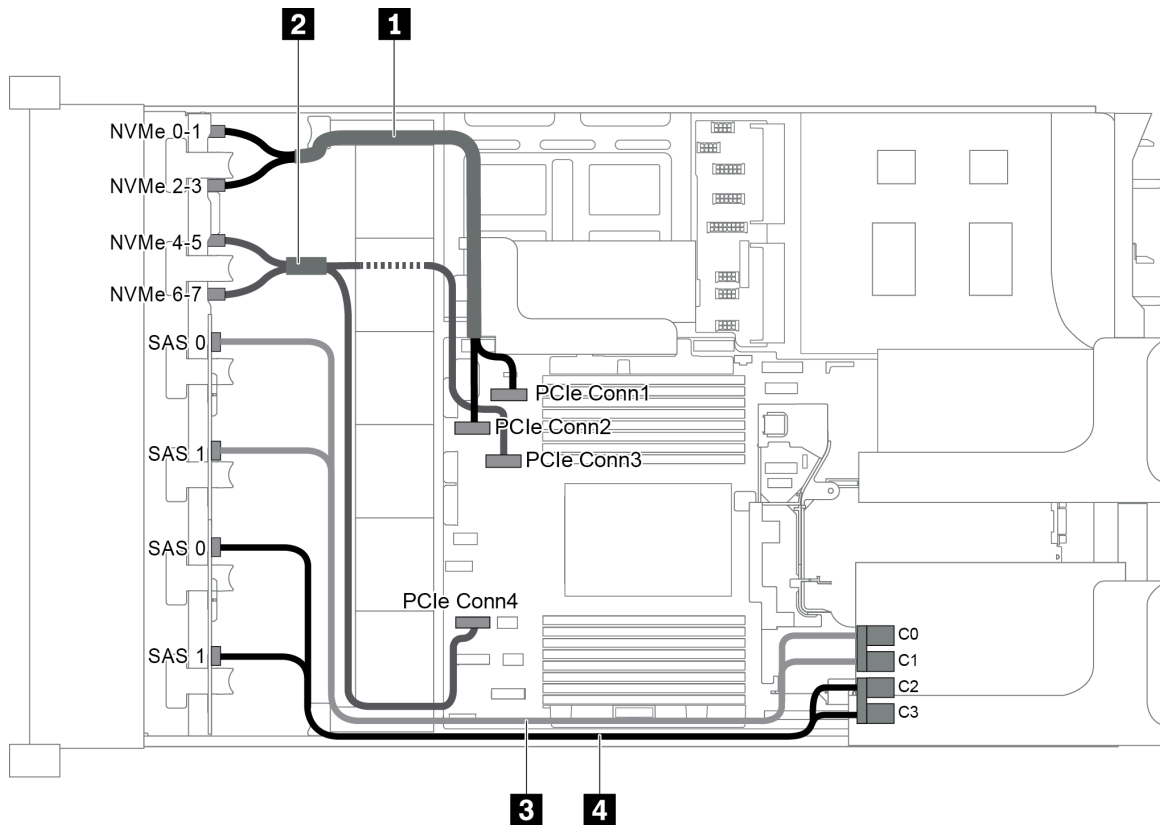 2
1
NVMe 0-1
NVMe 2-3
NVMe 4-5
NVMe 6-7
SAS 0
PCIe Conn1
PCIe Conn2
SAS 1
PCIe Conn3
SAS 0
PCIe Conn4
C0
SAS 1
C1
C2
C3
3
4